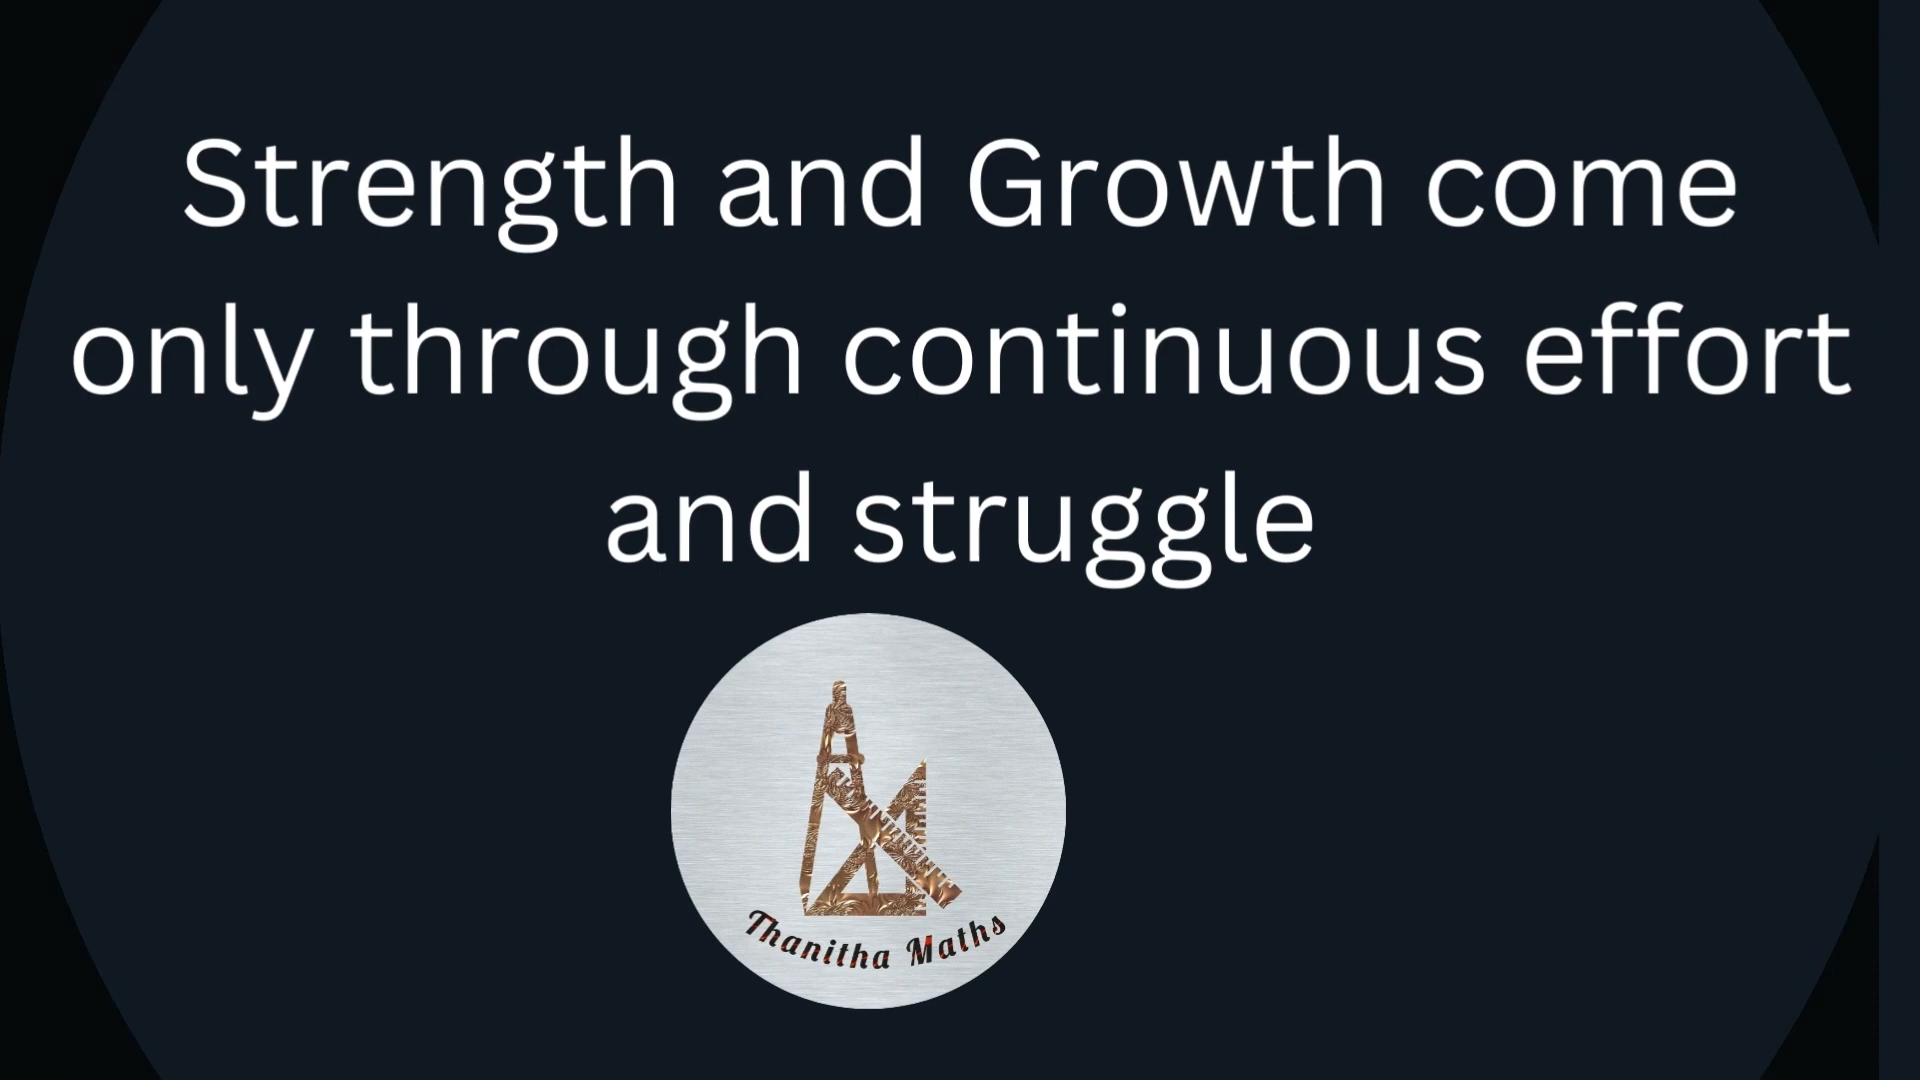 Strength and Growth come
only through continuous effort
and struggle
Thanitha Maths